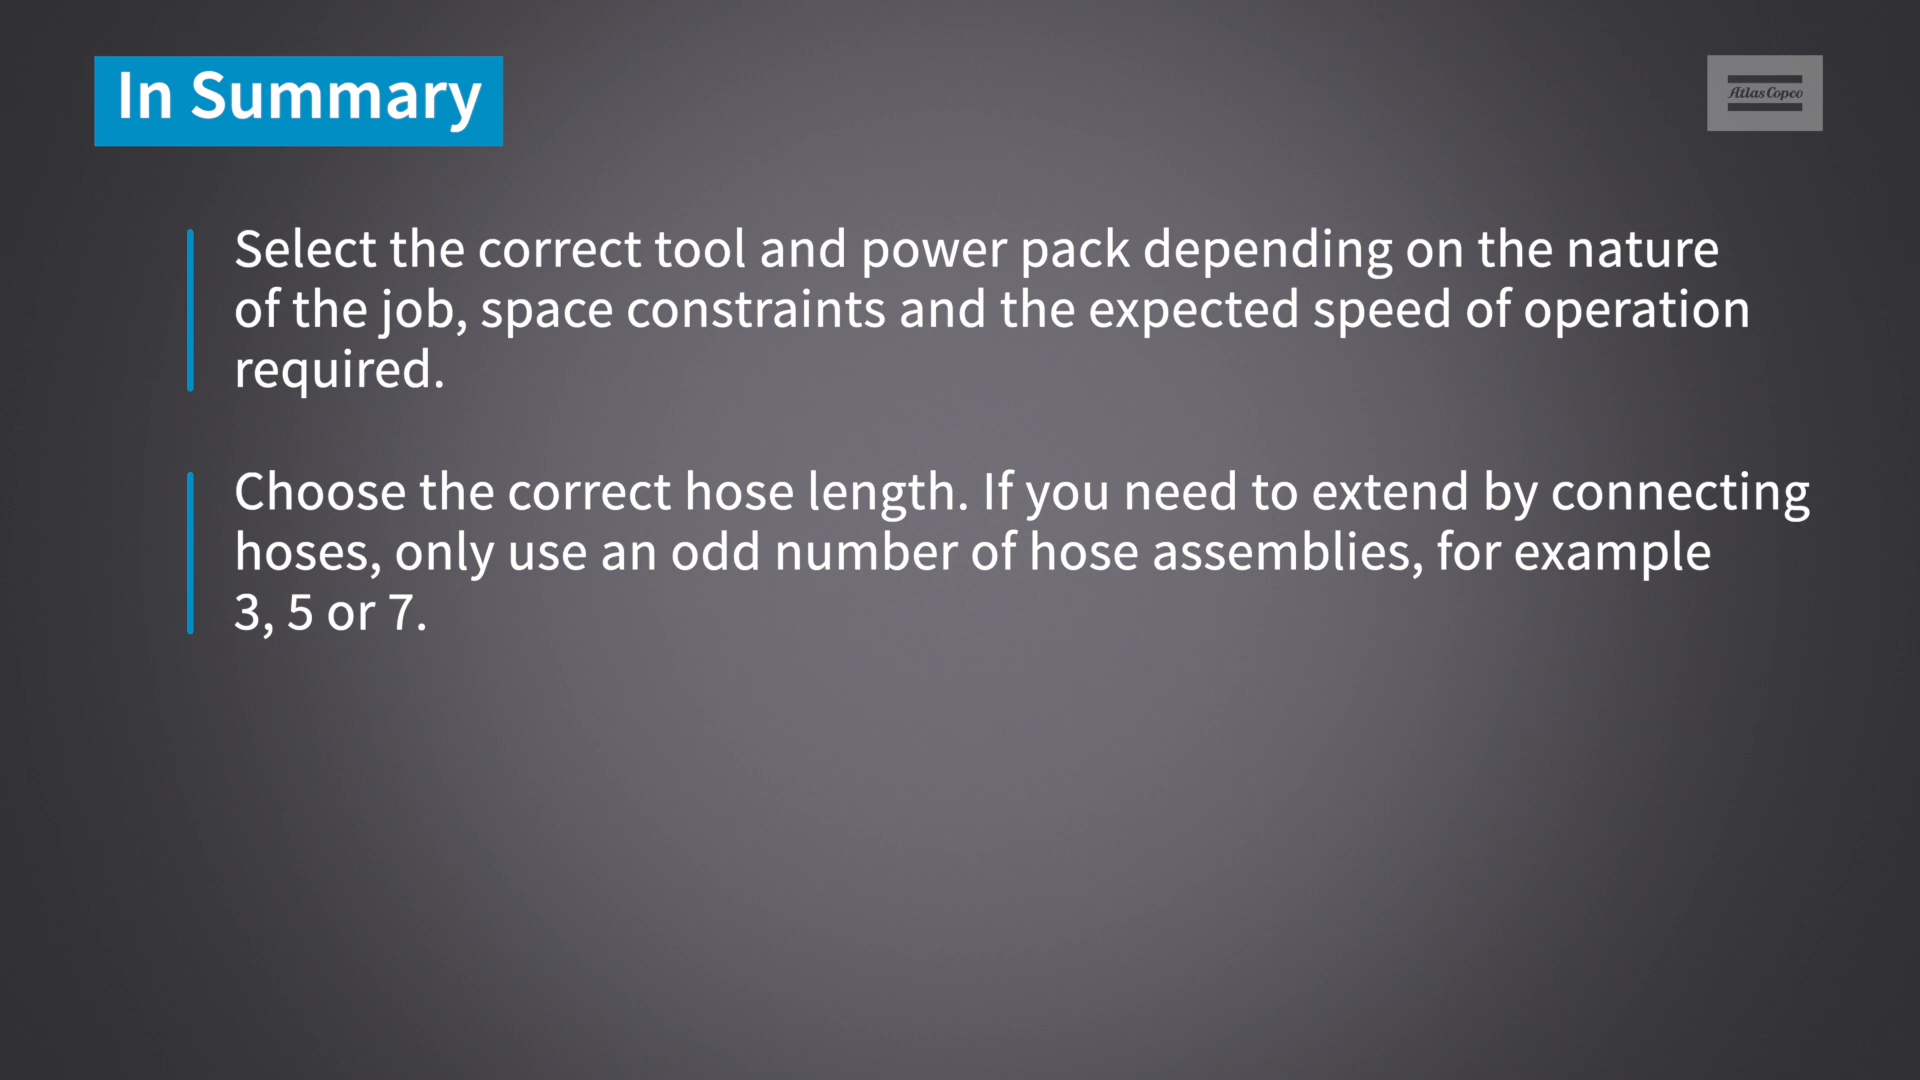 In Summary
Atlas Copco
Select the correct tool and power pack depending on the nature
of the job, space constraints and the expected speed of operation
required.
Choose the correct hose length. If you need to extend by connecting
hoses, only use an odd number of hose assemblies, for example
3, 5 or 7.